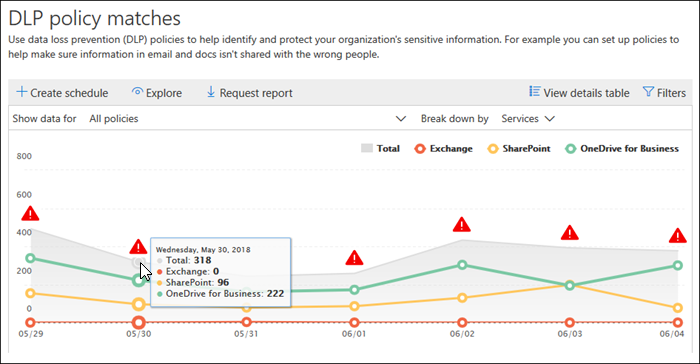 DLP policy matches
Use data loss prevention (DLP) policies to help identify and protect your organization's sensitive information. For example you can set up policies to
help make sure information in email and docs isn't shared with the wrong people.
Create schedule Explore Request report View details table Filters
Show data for All policies Break down by Services
Total Exchange SharePoint OneDrive for Business
800
600
400
200
0
Wednesday, May 30, 2018
Total: 318
Exchange: 0
SharePoint: 96
OneDrive for Business: 222
05/29 05/30 05/31 06/01 06/02 06/03 06/04